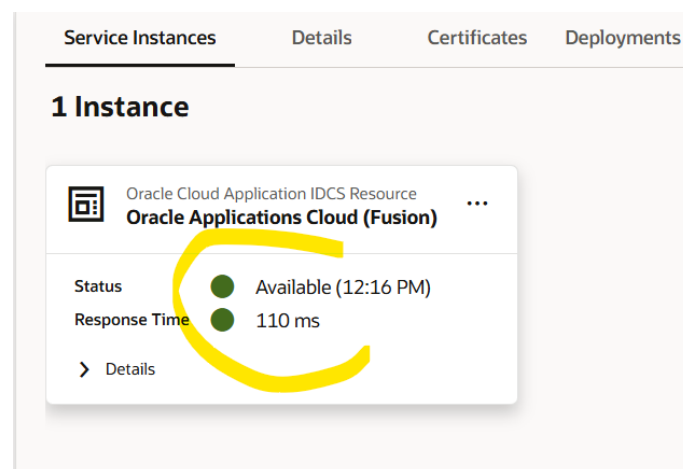 Service Instances Details Certificates Deployments
1 Instance
Oracle Cloud Application IDCS Resource
Oracle Applications Cloud (Fusion)
Status Available (12:16 PM)
Response Time 110 ms
Details